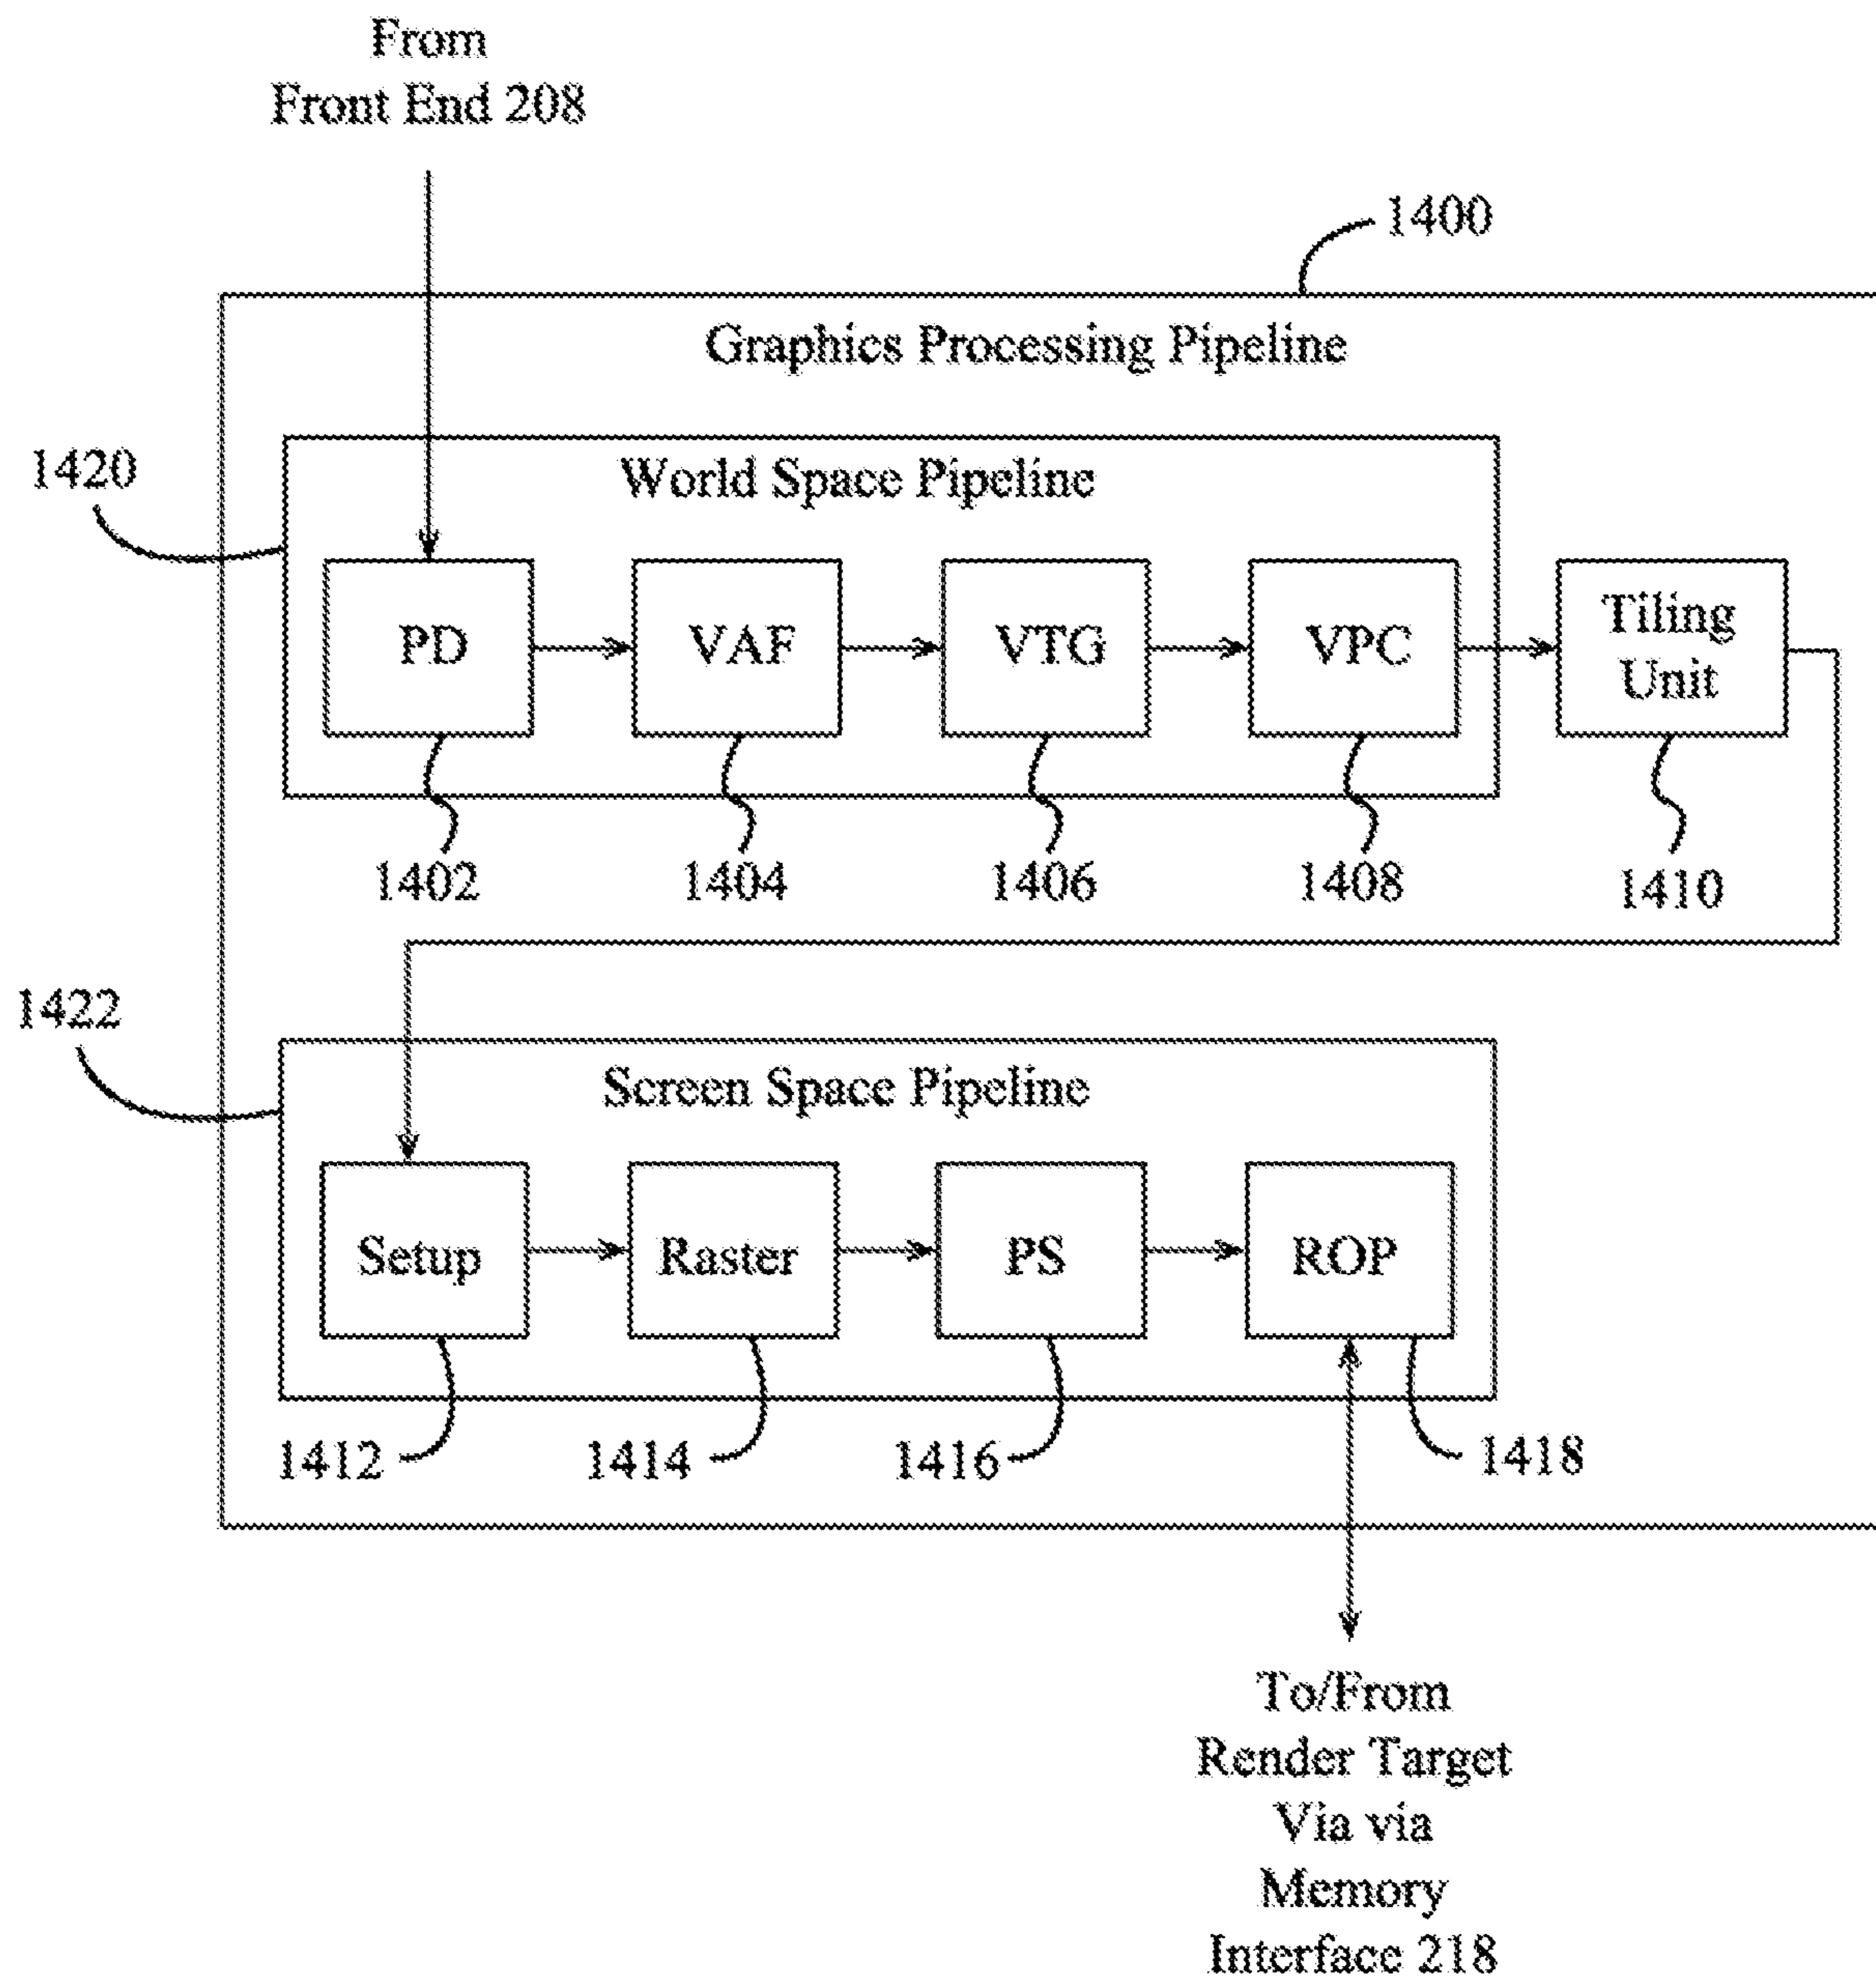 From
Front End 208
1400
Graphics Processing Pipeline
1420
World Space Pipeline
PD
VAF
VTG
VPC
Tiling
Unit
1402
1404
1406
1408
1410
1422
Screen Space Pipeline
Setup
Raster
PS
ROP
1412
1414
1416
1418
To/From
Render Target
Via via
Memory
Interface 218